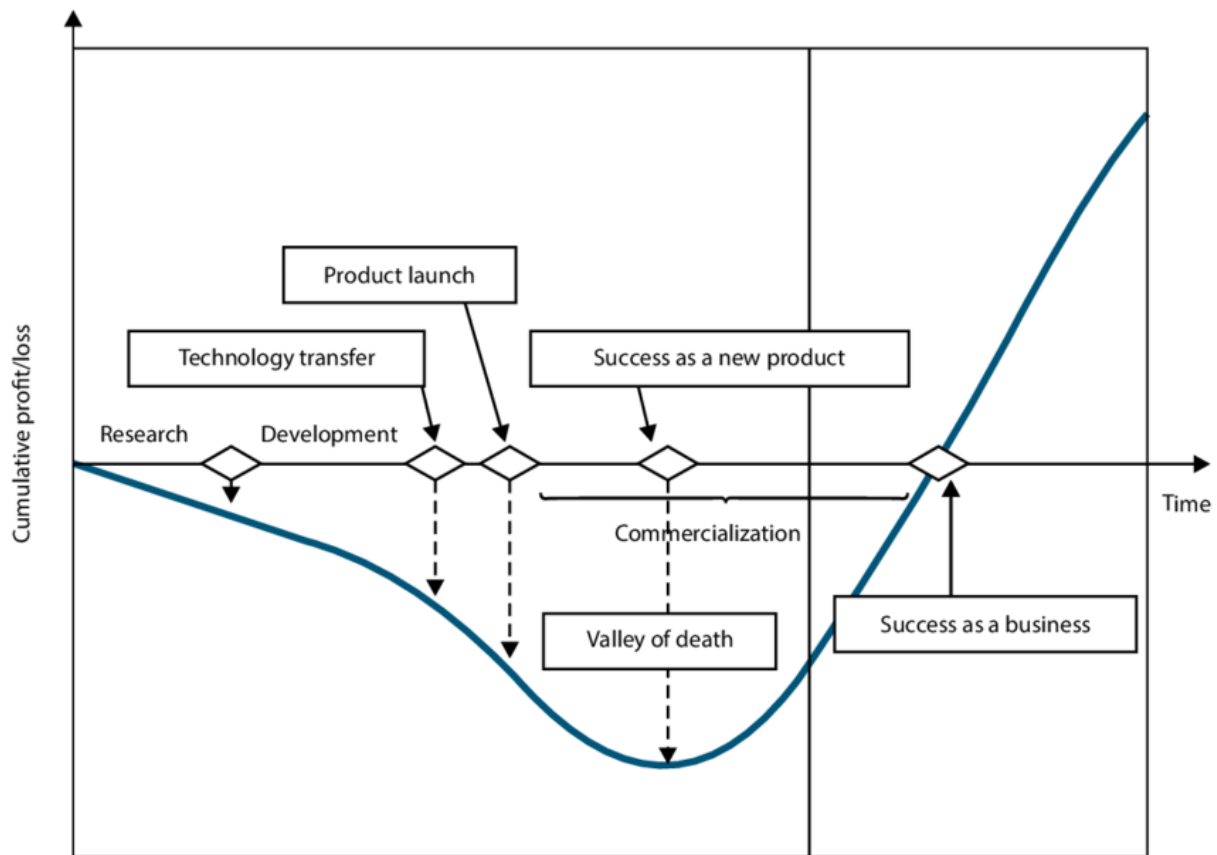 Product launch
Technology transfer
Success as a new product
Research
Development
Cumulative profit/loss
Time
Commercialization
Valley of death
Success as a business